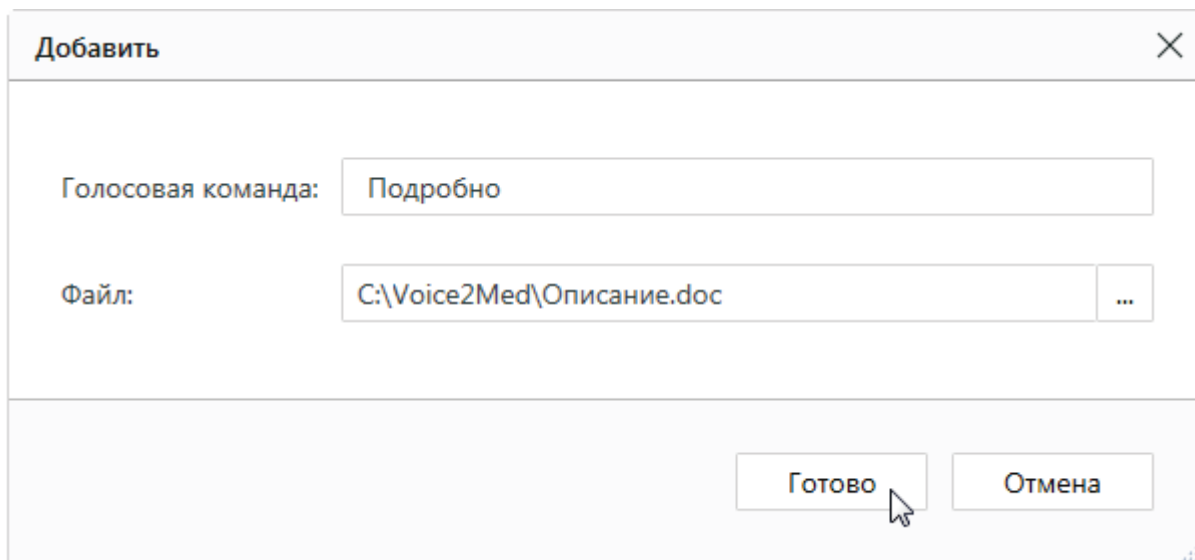 Добавить
Голосовая команда: Подробно
Файл: C:\Voice2Med\Описание.doc ...
Готово Отмена